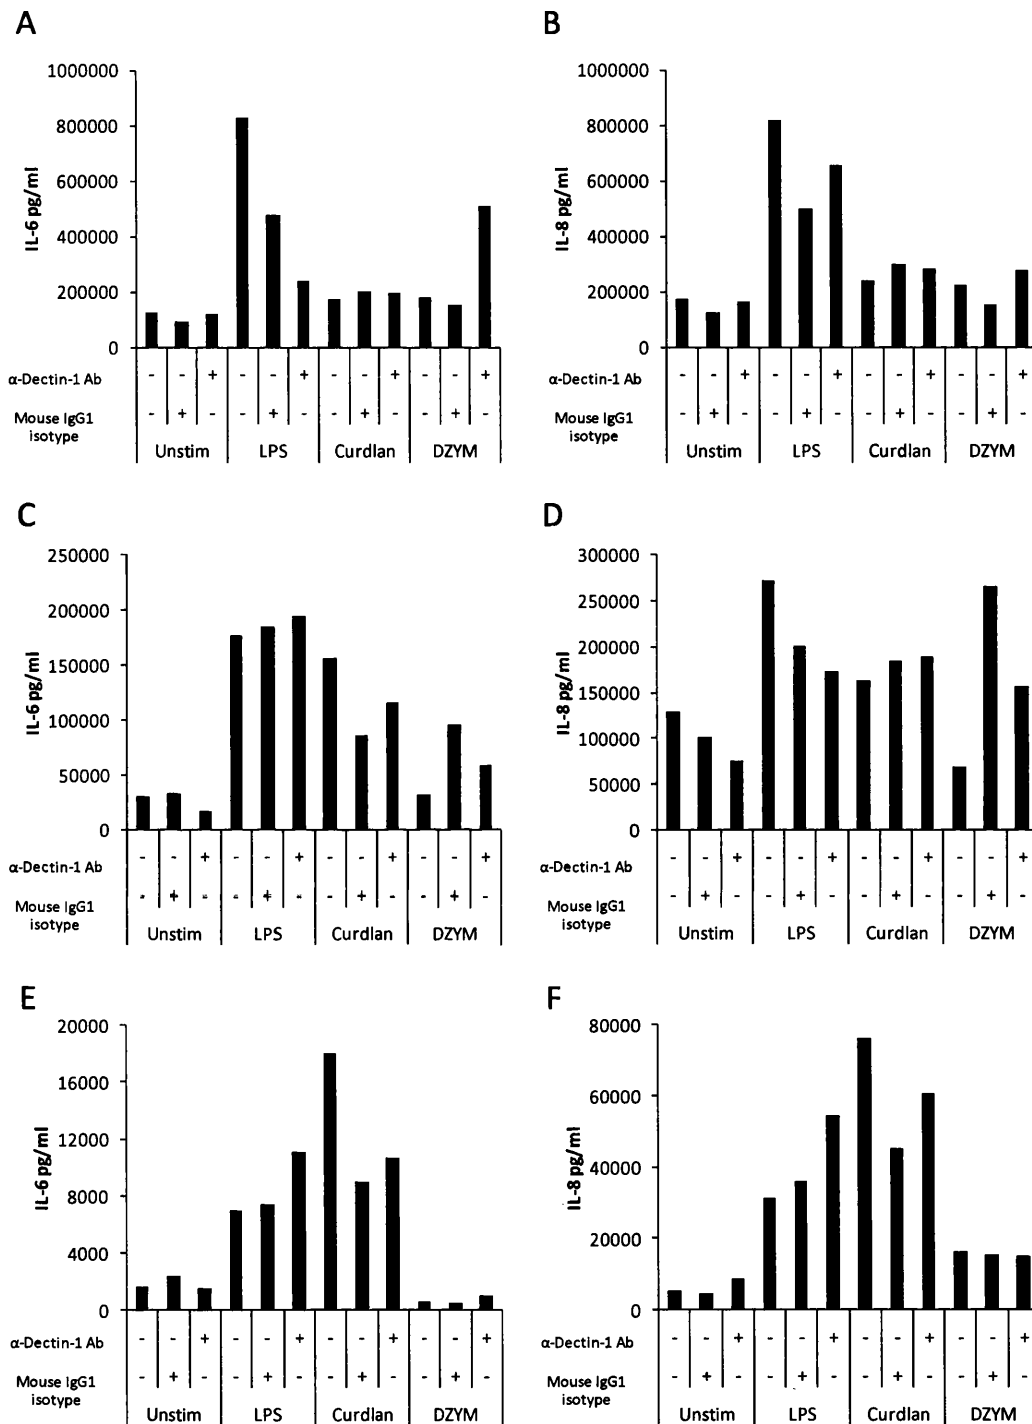 A
IL-6 pg/ml
1000000
800000
600000
400000
200000
0
α-Dectin-1 Ab - - + - - + - - + - - +
Mouse IgG1 isotype - + - - + - - + - - + -
Unstim LPS Curdlan DZYM
B
IL-8 pg/ml
1000000
800000
600000
400000
200000
0
α-Dectin-1 Ab - - + - - + - - + - - +
Mouse IgG1 isotype - + - - + - - + - - + -
Unstim LPS Curdlan DZYM
C
IL-6 pg/ml
250000
200000
150000
100000
50000
0
α-Dectin-1 Ab - - + - - + - - + - - +
Mouse IgG1 isotype - + - - + - - + - - + -
Unstim LPS Curdlan DZYM
D
IL-8 pg/ml
300000
250000
200000
150000
100000
50000
0
α-Dectin-1 Ab - - + - - + - - + - - +
Mouse IgG1 isotype - + - - + - - + - - + -
Unstim LPS Curdlan DZYM
E
IL-6 pg/ml
20000
16000
12000
8000
4000
0
α-Dectin-1 Ab - - + - - + - - + - - +
Mouse IgG1 isotype - + - - + - - + - - + -
Unstim LPS Curdlan DZYM
F
IL-8 pg/ml
80000
60000
40000
20000
0
α-Dectin-1 Ab - - + - - + - - + - - +
Mouse IgG1 isotype - + - - + - - + - - + -
Unstim LPS Curdlan DZYM